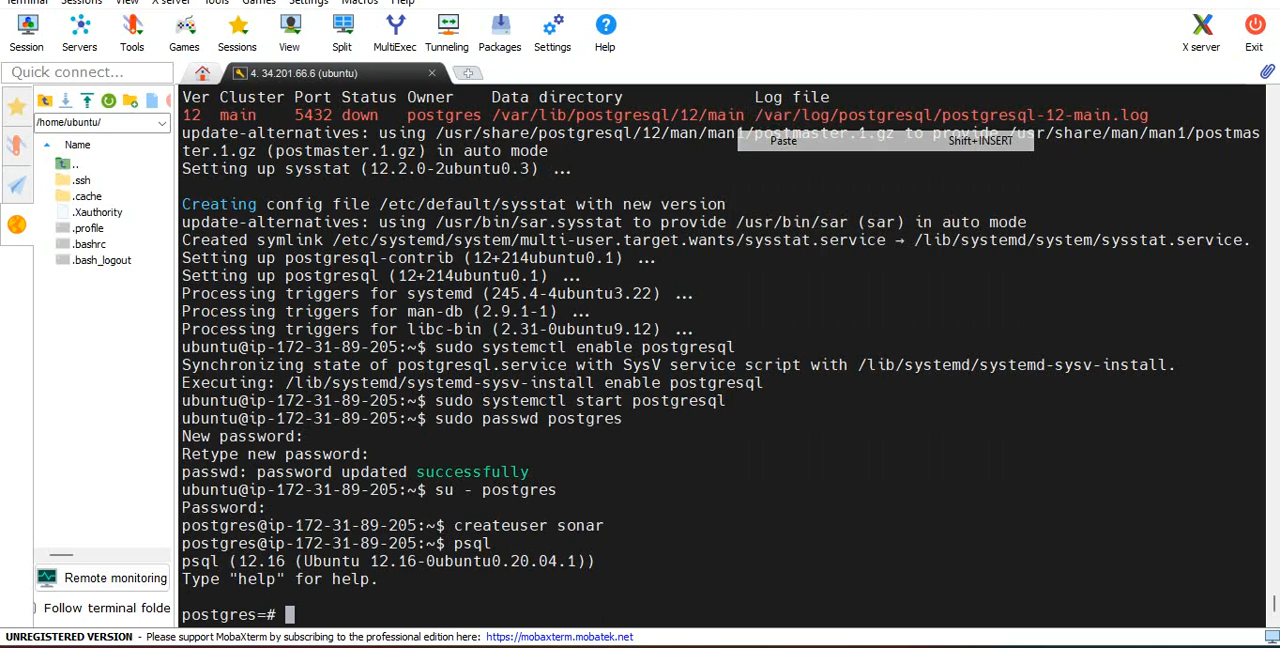 Terminal Sessions View X server Tools Games Settings Macros Help
Session Servers Tools Games Sessions View Split MultiExec Tunneling Packages Settings Help X server Exit
Quick connect...
4. 34.201.66.6 (ubuntu)
/home/ubuntu/
Name
..
.ssh
.cache
.Xauthority
.profile
.bashrc
.bash_logout
Remote monitoring
Follow terminal folde
Ver Cluster Port Status Owner Data directory Log file
12 main 5432 down postgres /var/lib/postgresql/12/main /var/log/postgresql/postgresql-12-main.log
update-alternatives: using /usr/share/postgresql/12/man/man1/postmaster.1.gz to provide /usr/share/man/man1/postmas
ter.1.gz (postmaster.1.gz) in auto mode
Paste Shift+INSERT
Setting up sysstat (12.2.0-2ubuntu0.3) ...
Creating config file /etc/default/sysstat with new version
update-alternatives: using /usr/bin/sar.sysstat to provide /usr/bin/sar (sar) in auto mode
Created symlink /etc/systemd/system/multi-user.target.wants/sysstat.service → /lib/systemd/system/sysstat.service.
Setting up postgresql-contrib (12+214ubuntu0.1) ...
Setting up postgresql (12+214ubuntu0.1) ...
Processing triggers for systemd (245.4-4ubuntu3.22) ...
Processing triggers for man-db (2.9.1-1) ...
Processing triggers for libc-bin (2.31-0ubuntu9.12) ...
ubuntu@ip-172-31-89-205:~$ sudo systemctl enable postgresql
Synchronizing state of postgresql.service with SysV service script with /lib/systemd/systemd-sysv-install.
Executing: /lib/systemd/systemd-sysv-install enable postgresql
ubuntu@ip-172-31-89-205:~$ sudo systemctl start postgresql
ubuntu@ip-172-31-89-205:~$ sudo passwd postgres
New password:
Retype new password:
passwd: password updated successfully
ubuntu@ip-172-31-89-205:~$ su - postgres
Password:
postgres@ip-172-31-89-205:~$ createuser sonar
postgres@ip-172-31-89-205:~$ psql
psql (12.16 (Ubuntu 12.16-0ubuntu0.20.04.1))
Type "help" for help.
postgres=#
UNREGISTERED VERSION - Please support MobaXterm by subscribing to the professional edition here: https://mobaxterm.mobatek.net